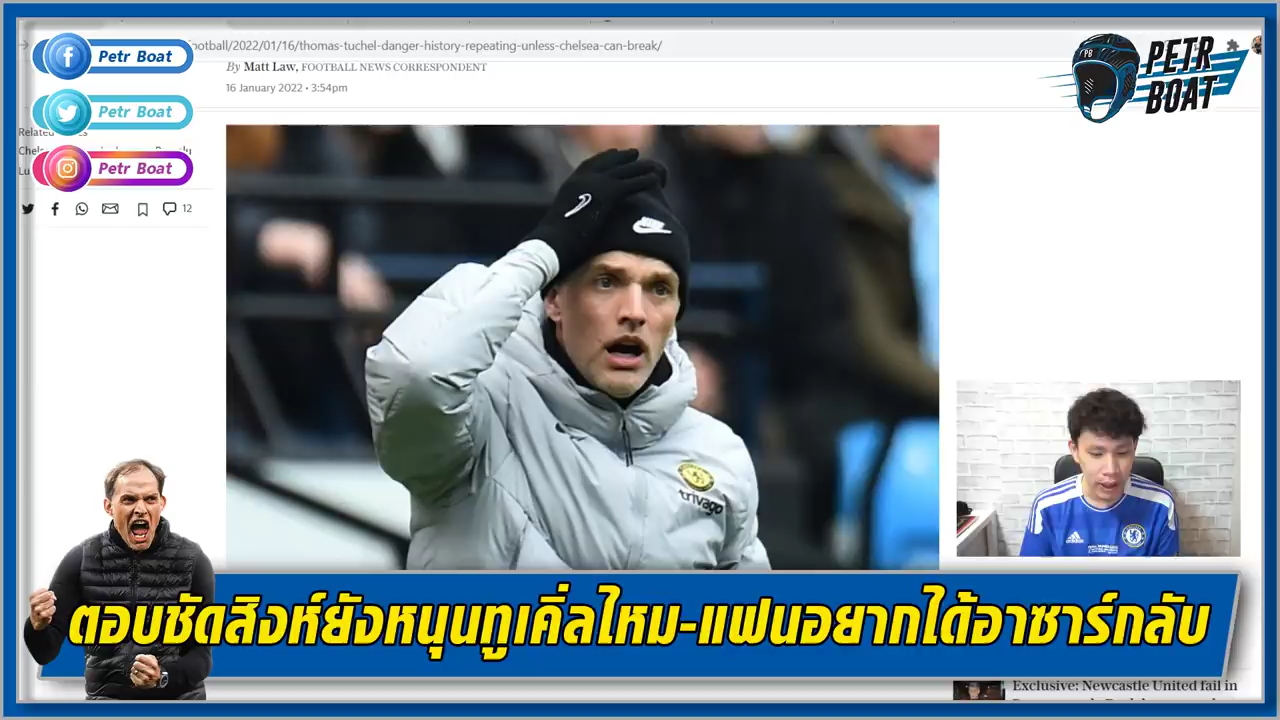 ootball/2022/01/16/thomas-tuchel-danger-history-repeating-unless-chelsea-can-break/
By Matt Law, FOOTBALL NEWS CORRESPONDENT
16 January 2022 • 3:54pm
Petr Boat
Petr Boat
Petr Boat
PB
PETR
BOAT
Related
12
trivago
adidas
ตอบชัดสิงห์ยังหนุนทูเคิ่ลไหม-แฟนอยากได้อาซาร์กลับ
Exclusive: Newcastle United fail in